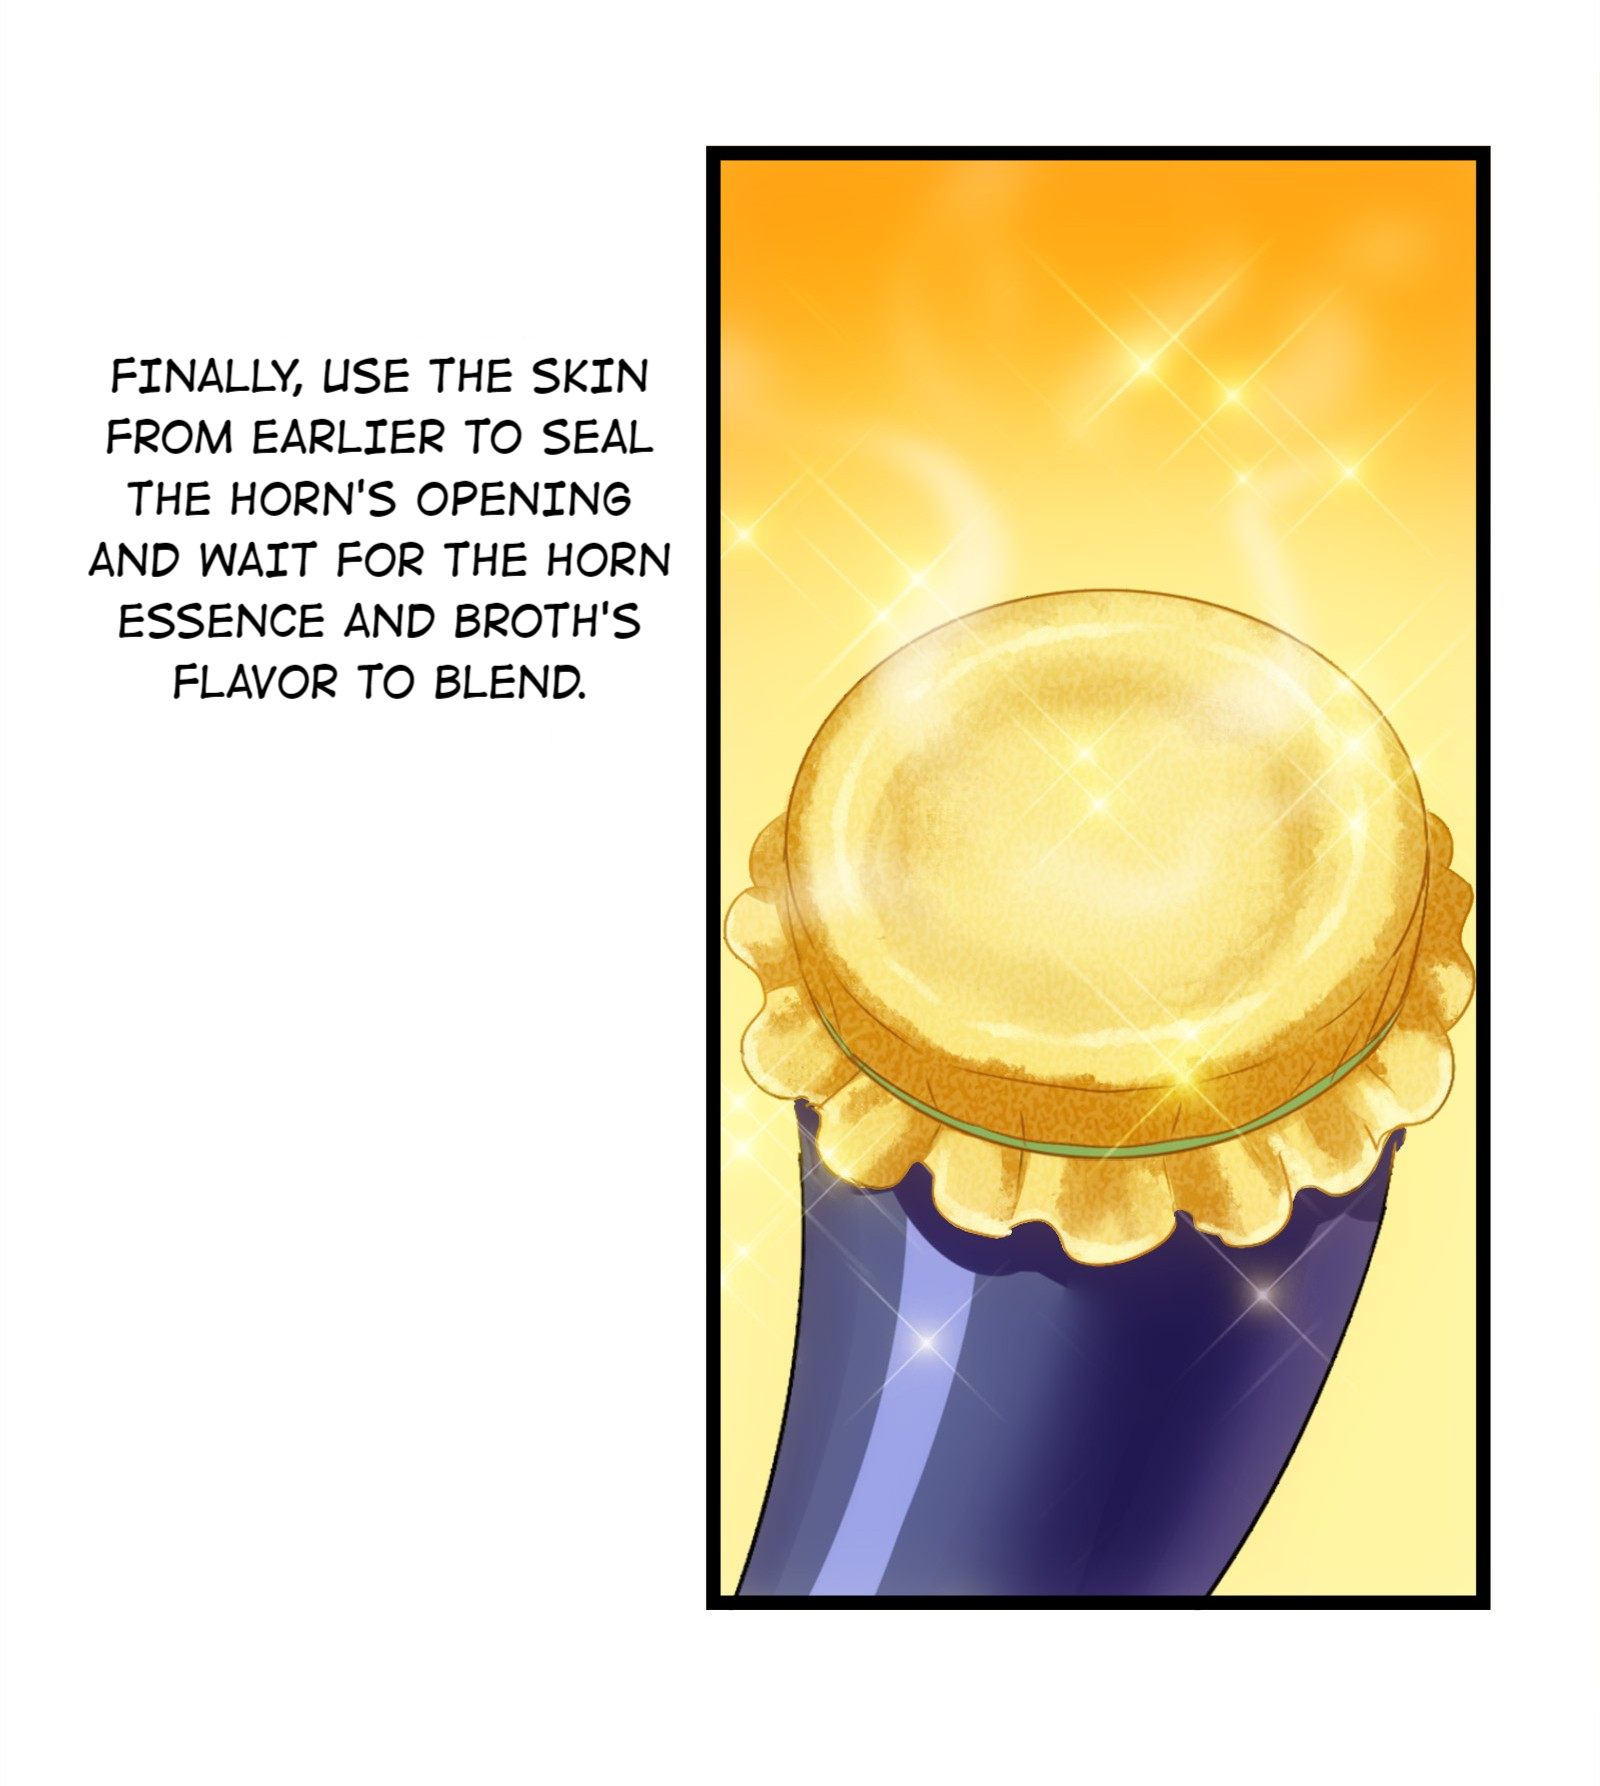 FINALLY, USE THE SKIN
FROM EARLIER TO SEAL
THE HORN'S OPENING
AND WAIT FOR THE HORN
ESSENCE AND BROTH'S
FLAVOR TO BLEND.